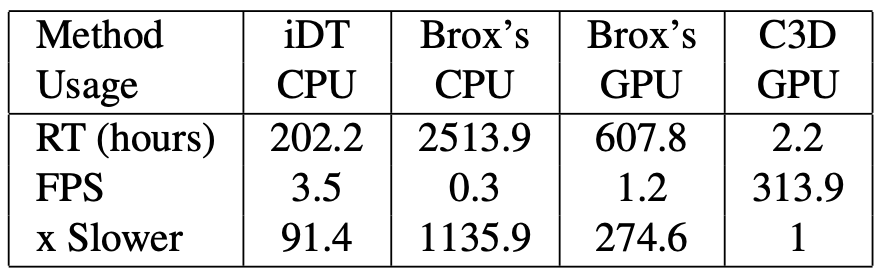 Method iDT Brox's Brox's C3D
Usage CPU CPU GPU GPU
RT (hours) 202.2 2513.9 607.8 2.2
FPS 3.5 0.3 1.2 313.9
x Slower 91.4 1135.9 274.6 1